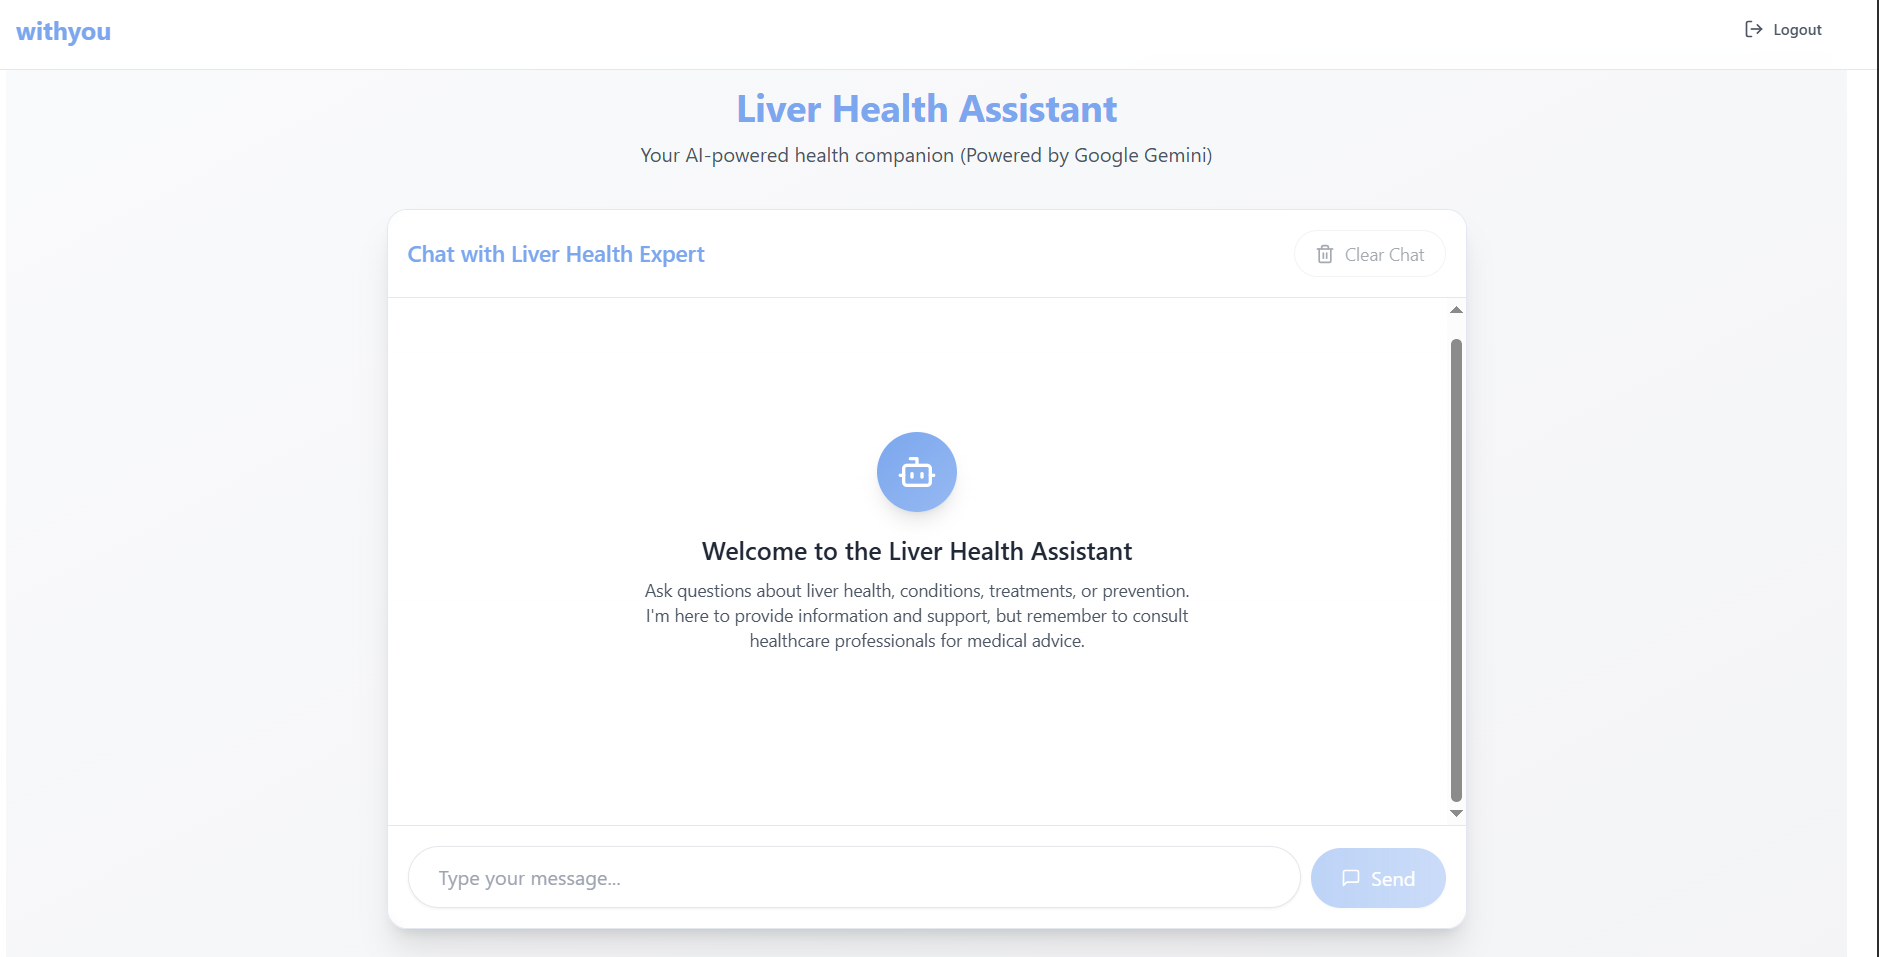 withyou
Logout
Liver Health Assistant
Your AI-powered health companion (Powered by Google Gemini)
Chat with Liver Health Expert
Clear Chat
Welcome to the Liver Health Assistant
Ask questions about liver health, conditions, treatments, or prevention.
I'm here to provide information and support, but remember to consult
healthcare professionals for medical advice.
Type your message...
Send